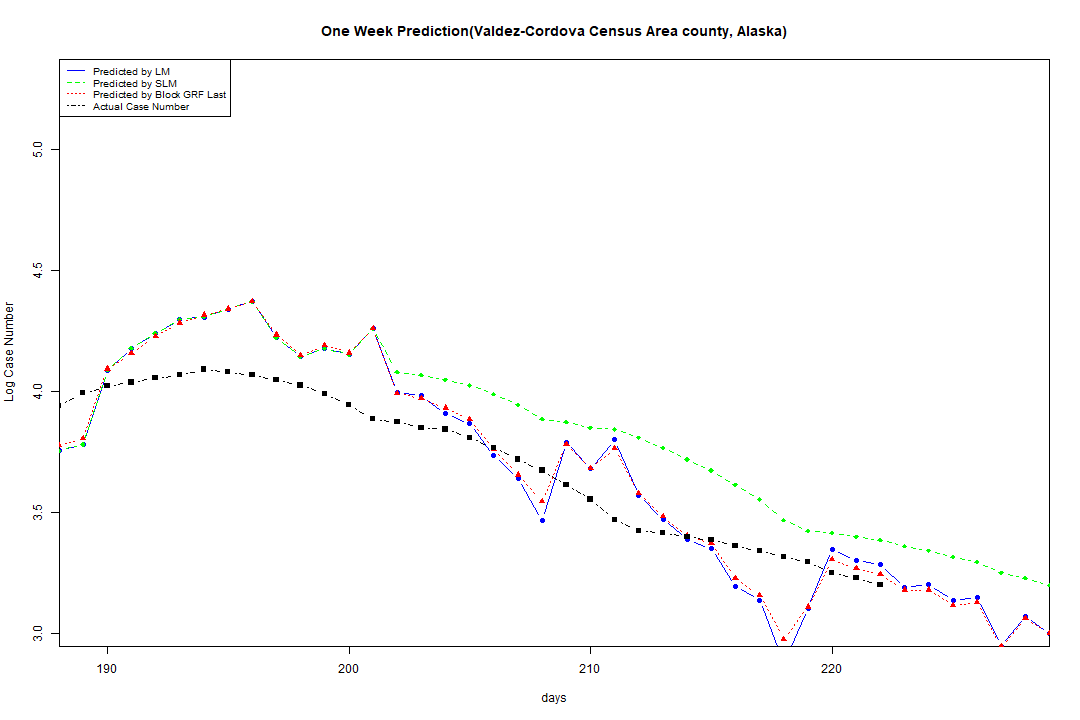 One Week Prediction(Valdez-Cordova Census Area county, Alaska)
Predicted by LM
Predicted by SLM
Predicted by Block GRF Last
Actual Case Number
Log Case Number
5.0
4.5
4.0
3.5
3.0
190
200
210
220
days